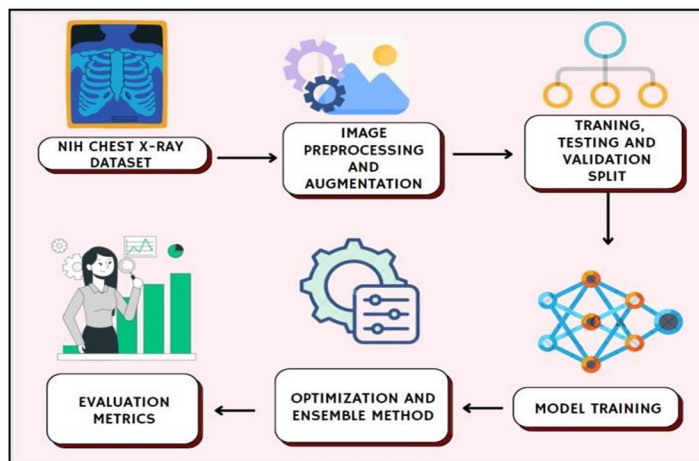 NIH CHEST X-RAY
DATASET
IMAGE
PREPROCESSING
AND
AUGMENTATION
TRANING,
TESTING AND
VALIDATION
SPLIT
MODEL TRAINING
OPTIMIZATION AND
ENSEMBLE METHOD
EVALUATION
METRICS